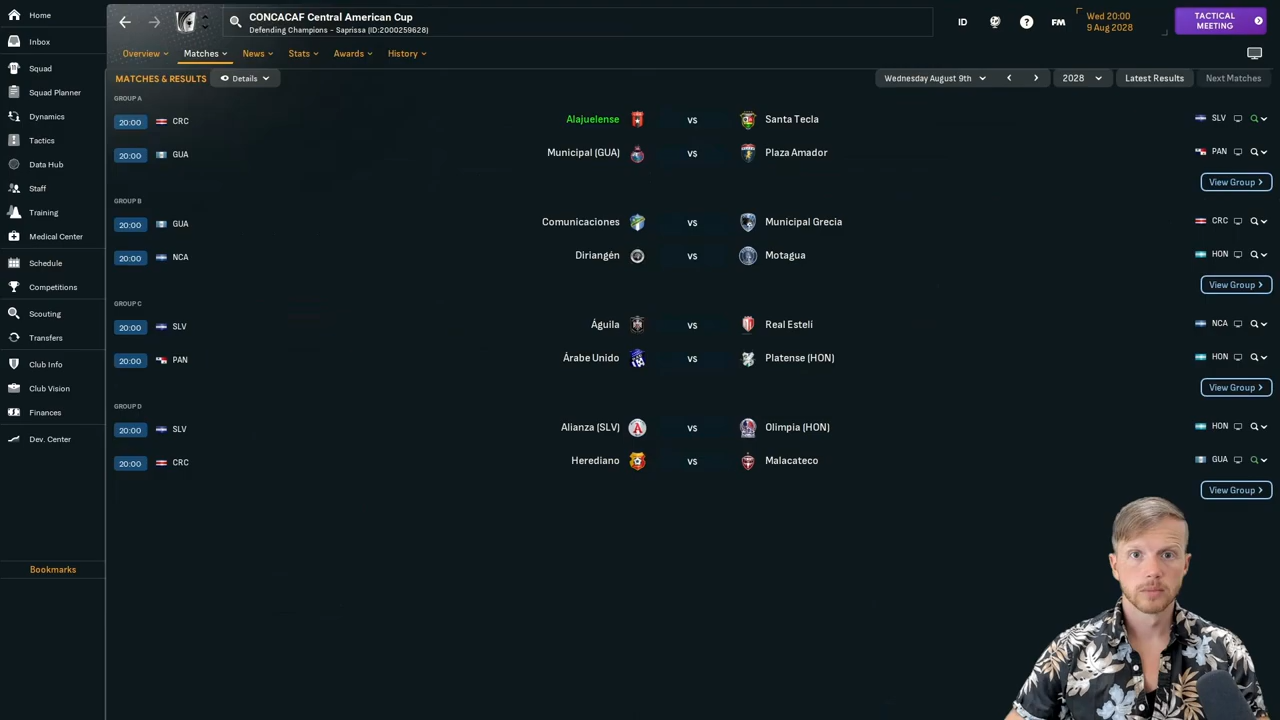 Home
Inbox
Squad
Squad Planner
Dynamics
Tactics
Data Hub
Staff
Training
Medical Center
Schedule
Competitions
Scouting
Transfers
Club Info
Club Vision
Finances
Dev. Center
Bookmarks
CONCACAF Central American Cup
Defending Champions - Saprissa (ID:2000259628)
ID
?
FM
Wed 20:00
9 Aug 2028
TACTICAL MEETING
Overview Matches News Stats Awards History
MATCHES & RESULTS Details Wednesday August 9th 2028 Latest Results Next Matches
GROUP A
20:00 CRC Alajuelense vs Santa Tecla SLV
20:00 GUA Municipal (GUA) vs Plaza Amador PAN
View Group
GROUP B
20:00 GUA Comunicaciones vs Municipal Grecia CRC
20:00 NCA Diriangén vs Motagua HON
View Group
GROUP C
20:00 SLV Águila vs Real Estelí NCA
20:00 PAN Árabe Unido vs Platense (HON) HON
View Group
GROUP D
20:00 SLV Alianza (SLV) vs Olimpia (HON) HON
20:00 CRC Herediano vs Malacateco GUA
View Group